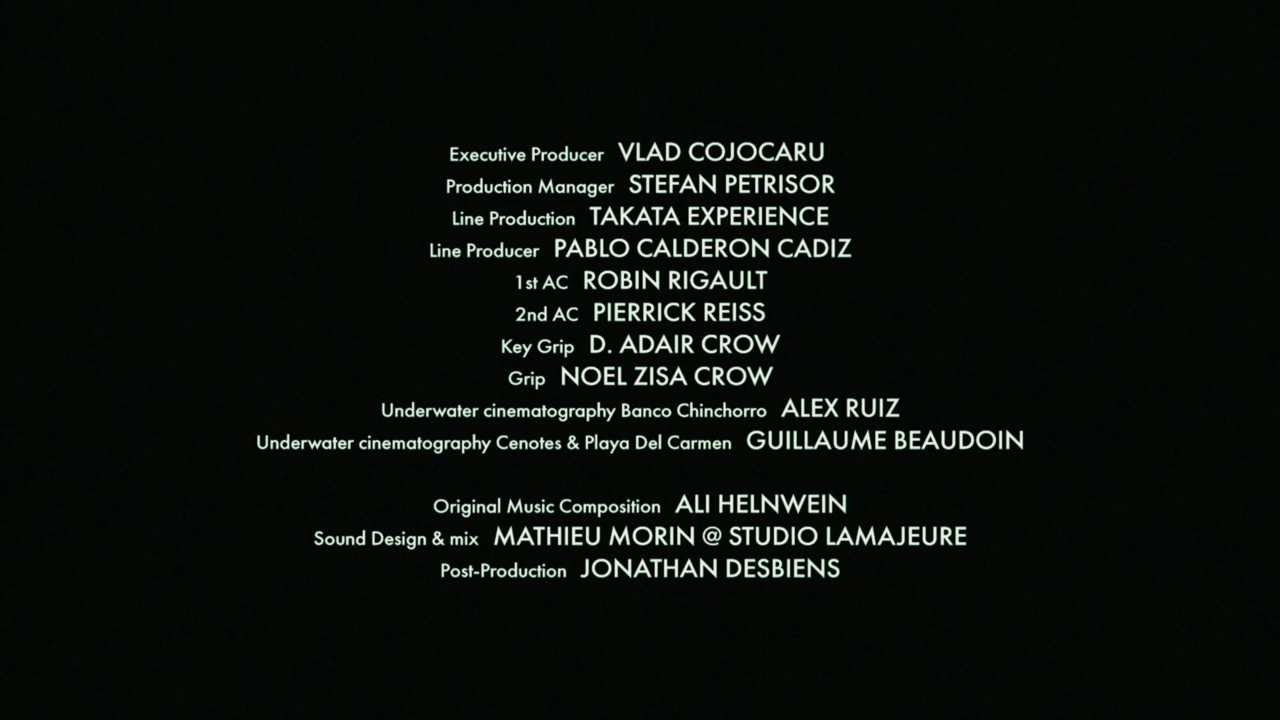 Executive Producer VLAD COJOCARU
Production Manager STEFAN PETRISOR
Line Production TAKATA EXPERIENCE
Line Producer PABLO CALDERON CADIZ
1st AC ROBIN RIGAULT
2nd AC PIERRICK REISS
Key Grip D. ADAIR CROW
Grip NOEL ZISA CROW
Underwater cinematography Banco Chinchorro ALEX RUIZ
Underwater cinematography Cenotes & Playa Del Carmen GUILLAUME BEAUDOIN
Original Music Composition ALI HELNWEIN
Sound Design & mix MATHIEU MORIN @ STUDIO LAMAJEURE
Post-Production JONATHAN DESBIENS